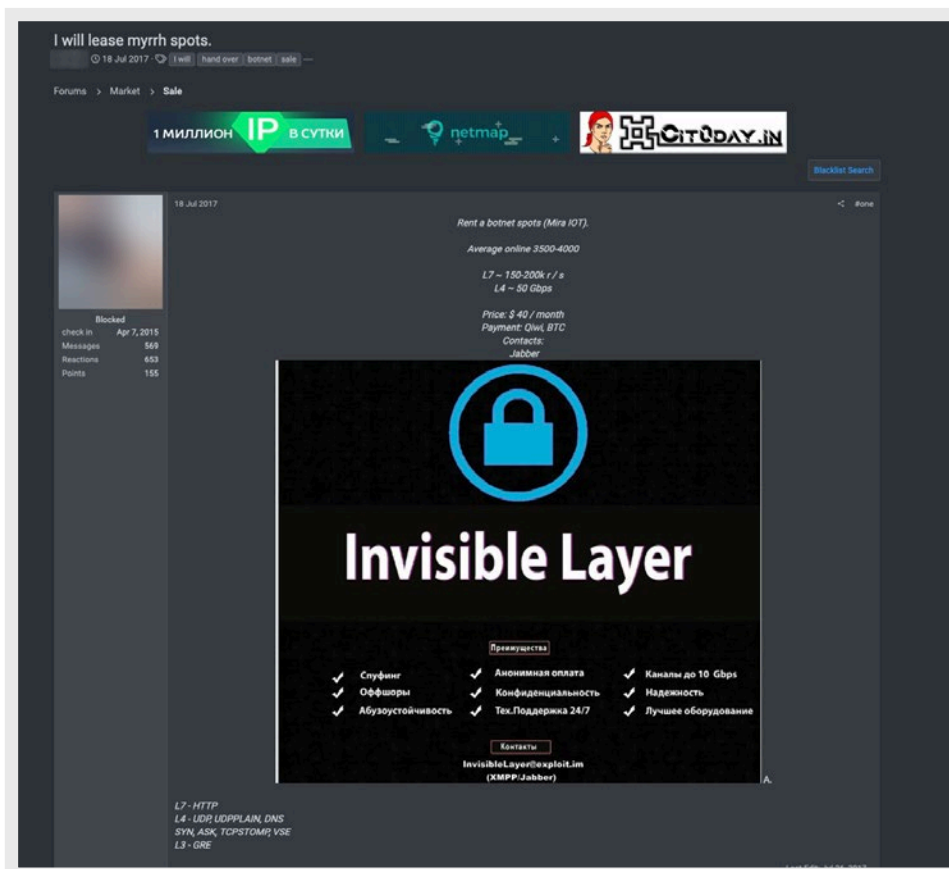 I will lease myrrh spots.
18 Jul 2017 · I will hand over botnet sale
Forums > Market > Sale
1 МИЛЛИОН IP В СУТКИ
netmap_
CIT0DAY.IN
Blacklist Search
18 Jul 2017
#one
Rent a botnet spots (Mira IOT).
Average online 3500-4000
L7 ~ 150-200k r / s
L4 ~ 50 Gbps
Price: $ 40 / month
Payment: Qiwi, BTC
Contacts:
Jabber
Blocked
check in Apr 7, 2015
Messages 569
Reactions 653
Points 155
Invisible Layer
Преимущества
Спуфинг
Анонимная оплата
Каналы до 10 Gbps
Оффшоры
Конфиденциальность
Надежность
Абузоустойчивость
Тех.Поддержка 24/7
Лучшее оборудование
Контакты
InvisibleLayer@exploit.im
(XMPP/Jabber)
A.
L7 - HTTP
L4 - UDP, UDPPLAIN, DNS
SYN, ASK, TCPSTOMP, VSE
L3 - GRE